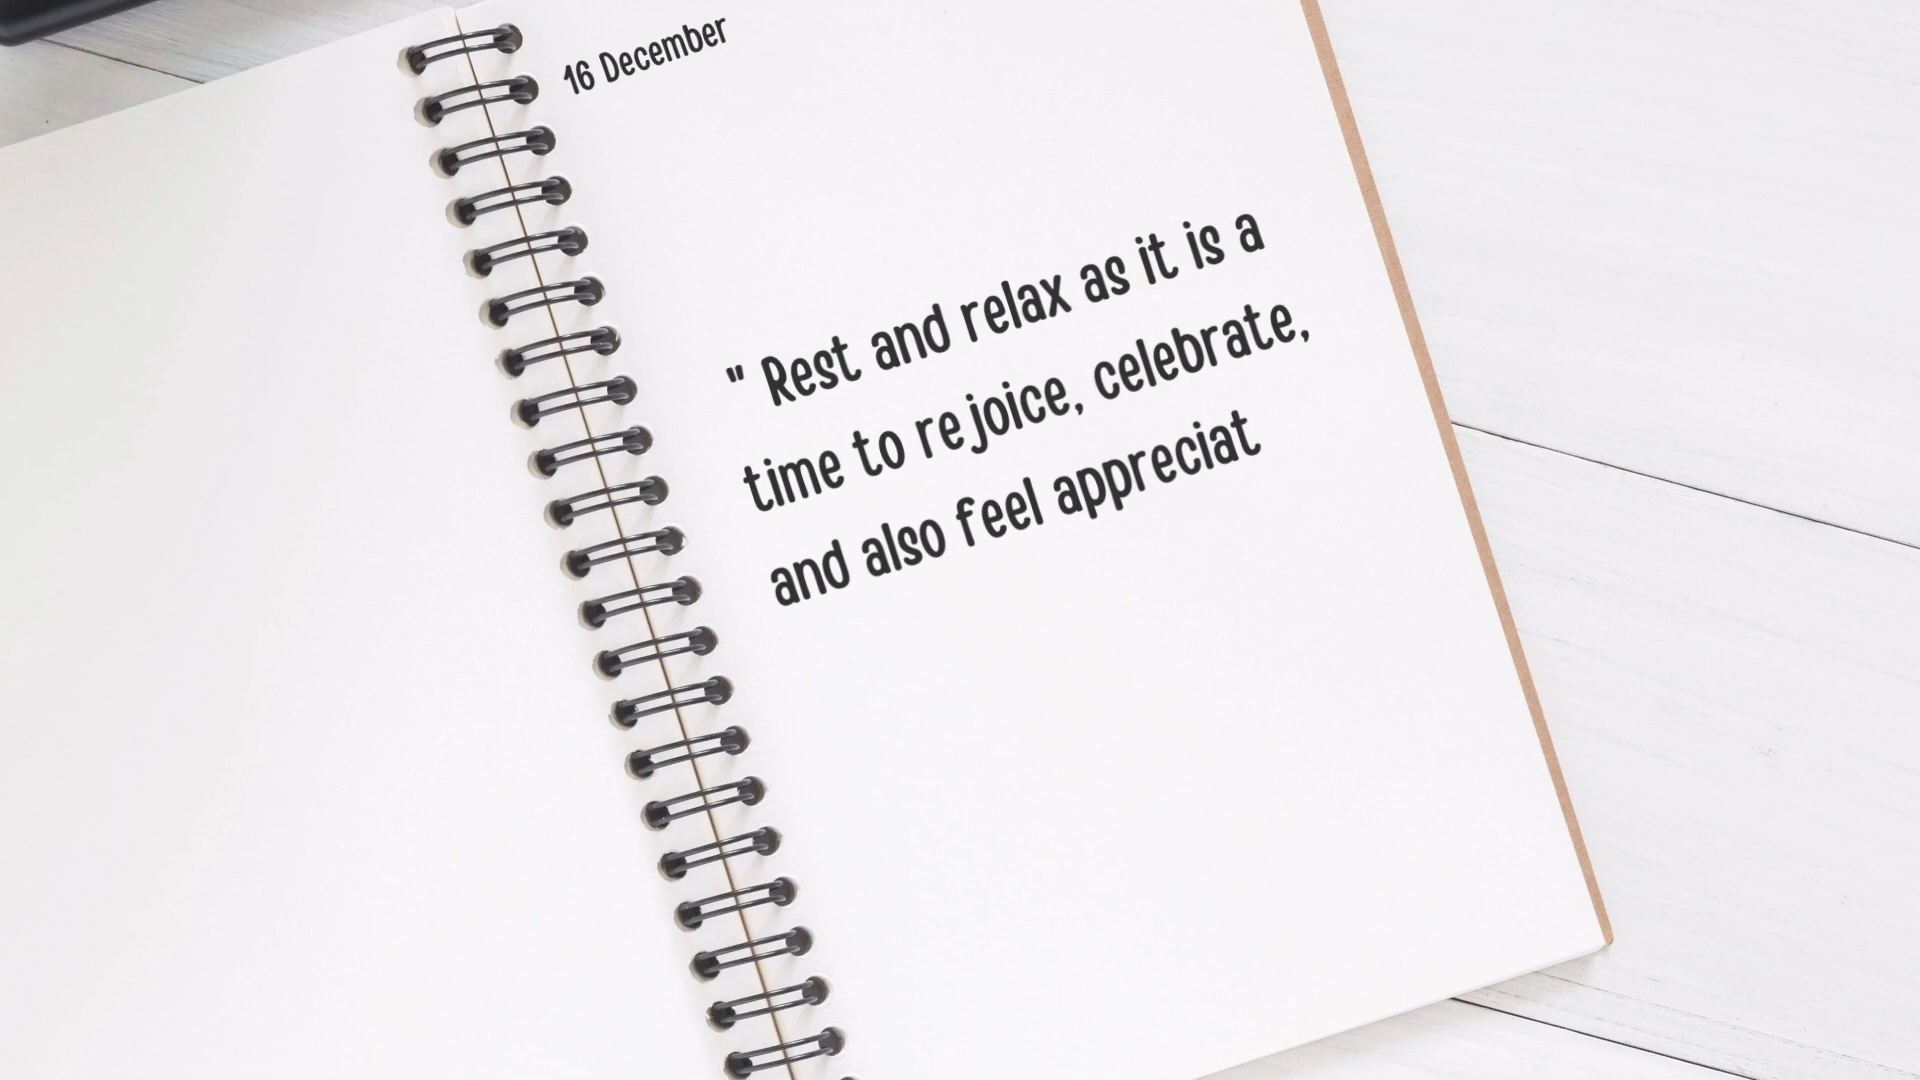 16 December
" Rest and relax as it is a
time to rejoice, celebrate,
and also feel appreciat